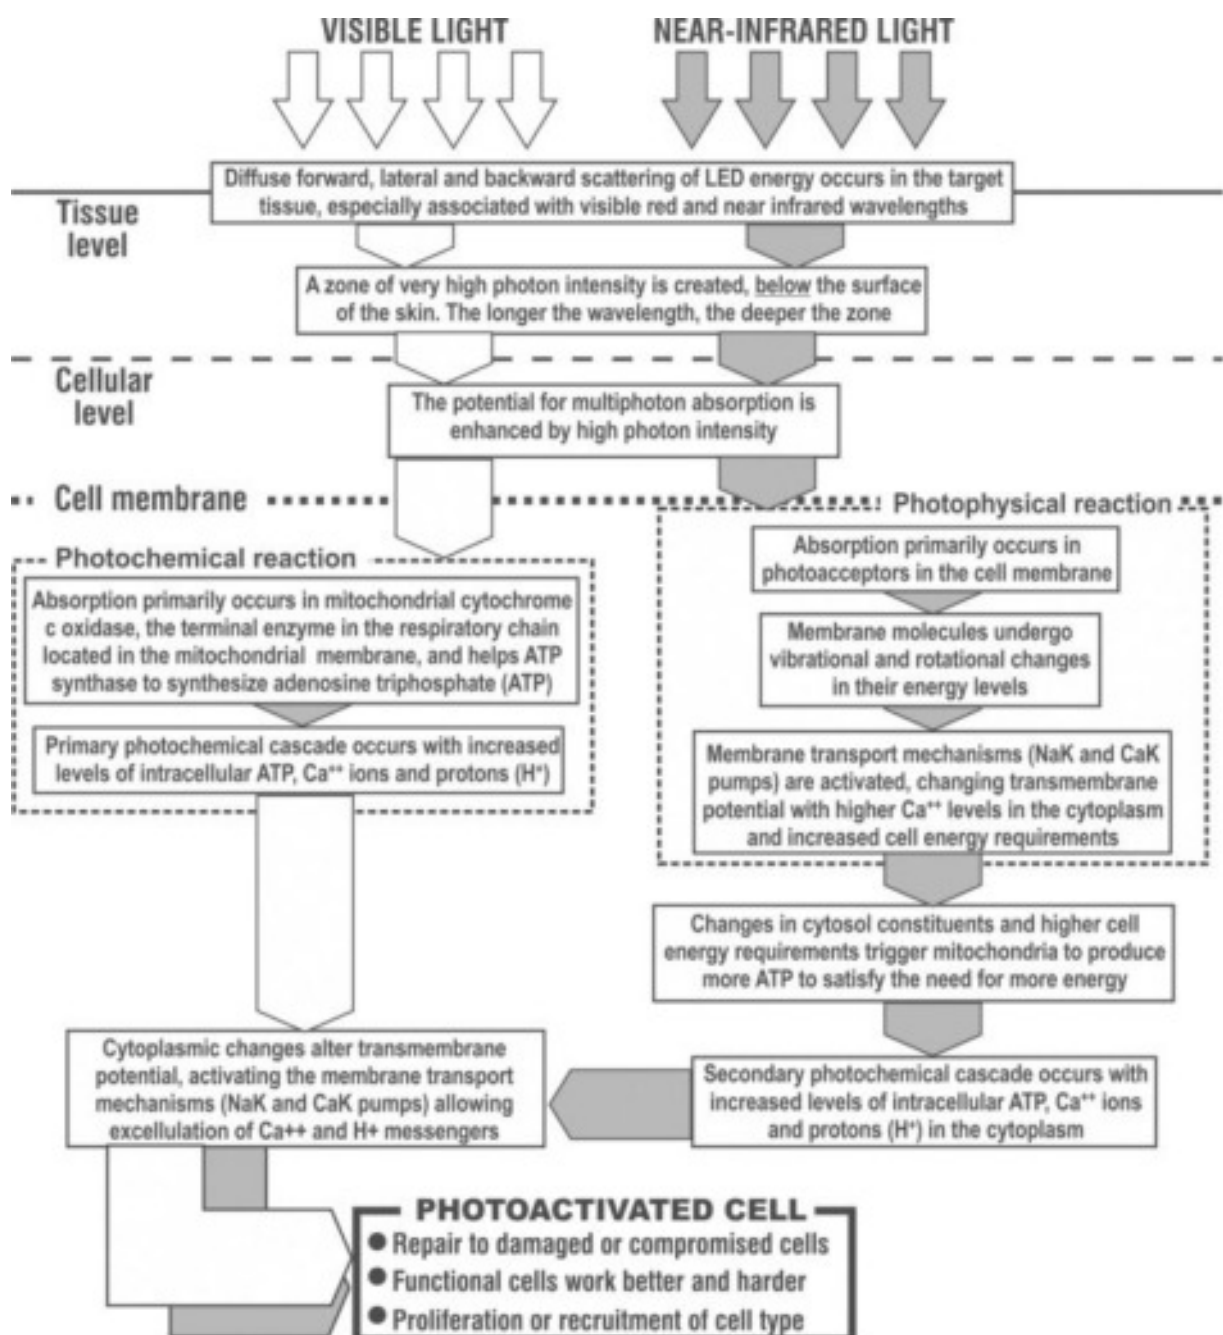 VISIBLE LIGHT
NEAR-INFRARED LIGHT
Diffuse forward, lateral and backward scattering of LED energy occurs in the target
tissue, especially associated with visible red and near infrared wavelengths
Tissue
level
A zone of very high photon intensity is created, below the surface
of the skin. The longer the wavelength, the deeper the zone
Cellular
level
The potential for multiphoton absorption is
enhanced by high photon intensity
Cell membrane
Photochemical reaction
Absorption primarily occurs in mitochondrial cytochrome
c oxidase, the terminal enzyme in the respiratory chain
located in the mitochondrial membrane, and helps ATP
synthase to synthesize adenosine triphosphate (ATP)
Primary photochemical cascade occurs with increased
levels of intracellular ATP, Ca⁺⁺ ions and protons (H⁺)
Photophysical reaction
Absorption primarily occurs in
photoacceptors in the cell membrane
Membrane molecules undergo
vibrational and rotational changes
in their energy levels
Membrane transport mechanisms (NaK and CaK
pumps) are activated, changing transmembrane
potential with higher Ca⁺⁺ levels in the cytoplasm
and increased cell energy requirements
Changes in cytosol constituents and higher cell
energy requirements trigger mitochondria to produce
more ATP to satisfy the need for more energy
Secondary photochemical cascade occurs with
increased levels of intracellular ATP, Ca⁺⁺ ions
and protons (H⁺) in the cytoplasm
Cytoplasmic changes alter transmembrane
potential, activating the membrane transport
mechanisms (NaK and CaK pumps) allowing
excellulation of Ca++ and H+ messengers
PHOTOACTIVATED CELL
● Repair to damaged or compromised cells
● Functional cells work better and harder
● Proliferation or recruitment of cell type